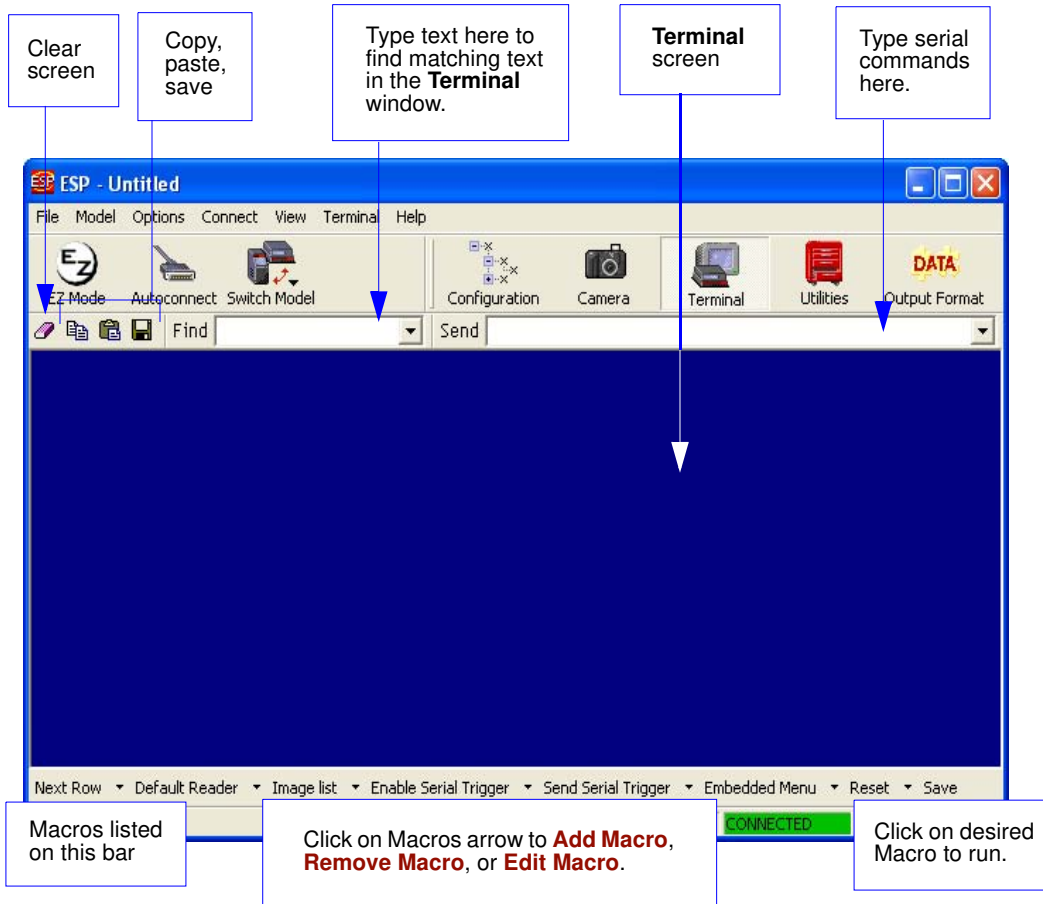 Clear
screen
Copy,
paste,
save
Type text here to
find matching text
in the Terminal
window.
Terminal
screen
Type serial
commands
here.
ESP - Untitled
File Model Options Connect View Terminal Help
EZ
EZ Mode Autoconnect Switch Model Configuration Camera Terminal Utilities DATA Output Format
Find Send
Next Row Default Reader Image list Enable Serial Trigger Send Serial Trigger Embedded Menu Reset Save
CONNECTED
Macros listed
on this bar
Click on Macros arrow to Add Macro,
Remove Macro, or Edit Macro.
Click on desired
Macro to run.